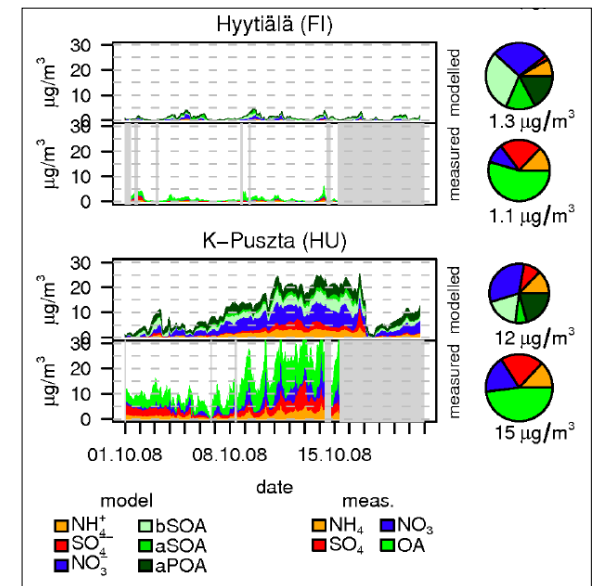 Hyytiälä (FI)
μg/m³
30
20
10
0
modelled
1.3 μg/m³
μg/m³
30
20
10
0
measured
1.1 μg/m³
K−Puszta (HU)
μg/m³
30
20
10
0
modelled
12 μg/m³
μg/m³
30
20
10
0
measured
15 μg/m³
01.10.08 08.10.08 15.10.08
date
model meas.
NH₄⁺ bSOA NH₄ NO₃
SO₄⁻ aSOA SO₄ OA
NO₃⁻ aPOA